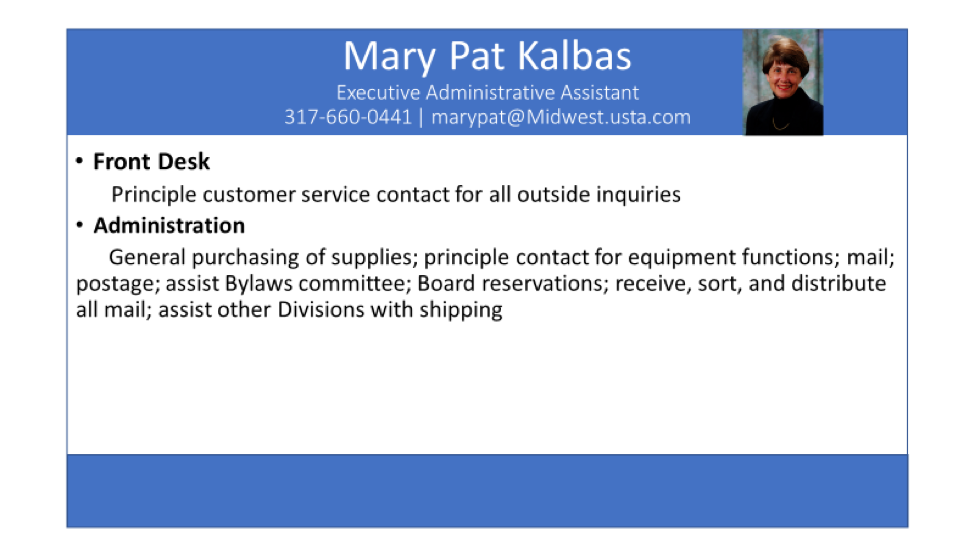 Mary Pat Kalbas
Executive Administrative Assistant
317-660-0441 | marypat@Midwest.usta.com
• Front Desk
Principle customer service contact for all outside inquiries
• Administration
General purchasing of supplies; principle contact for equipment functions; mail;
postage; assist Bylaws committee; Board reservations; receive, sort, and distribute
all mail; assist other Divisions with shipping